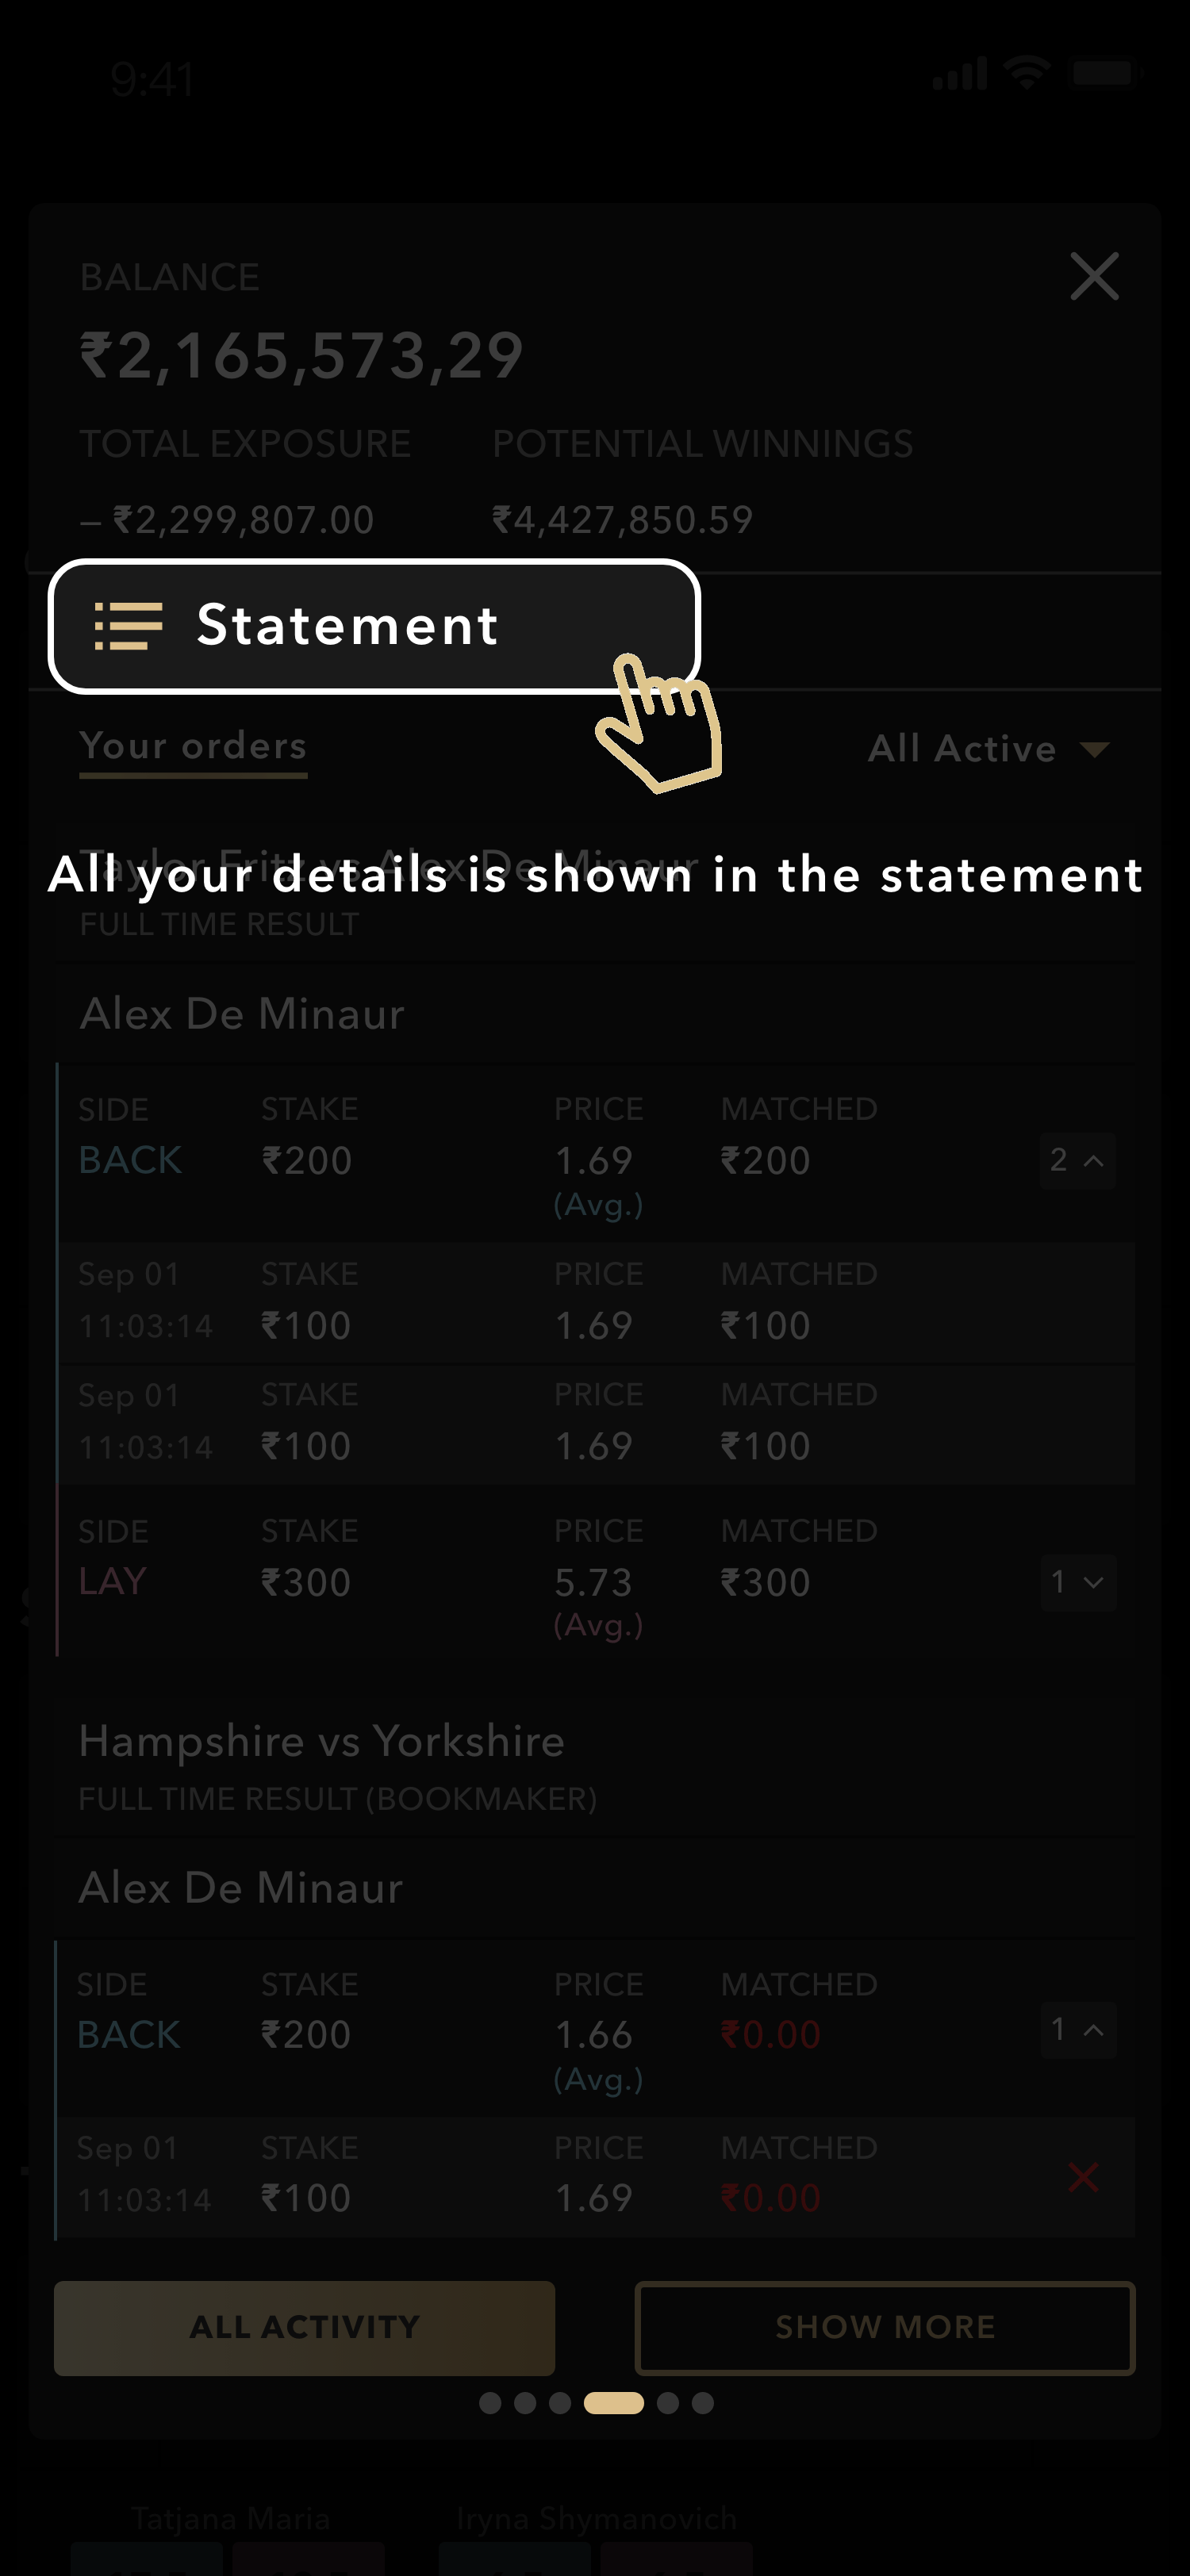 9:41
BALANCE
₹2,165,573,29
TOTAL EXPOSURE POTENTIAL WINNINGS
– ₹2,299,807.00 ₹4,427,850.59
Statement
Your orders All Active
Taylor Fritz vs Alex De Minaur
All your details is shown in the statement
FULL TIME RESULT
Alex De Minaur
SIDE STAKE PRICE MATCHED
BACK ₹200 1.69 ₹200 2
(Avg.)
Sep 01 STAKE PRICE MATCHED
11:03:14 ₹100 1.69 ₹100
Sep 01 STAKE PRICE MATCHED
11:03:14 ₹100 1.69 ₹100
SIDE STAKE PRICE MATCHED
LAY ₹300 5.73 ₹300 1
(Avg.)
Hampshire vs Yorkshire
FULL TIME RESULT (BOOKMAKER)
Alex De Minaur
SIDE STAKE PRICE MATCHED
BACK ₹200 1.66 ₹0.00 1
(Avg.)
Sep 01 STAKE PRICE MATCHED
11:03:14 ₹100 1.69 ₹0.00
ALL ACTIVITY SHOW MORE
Tatjana Maria Iryna Shymanovich